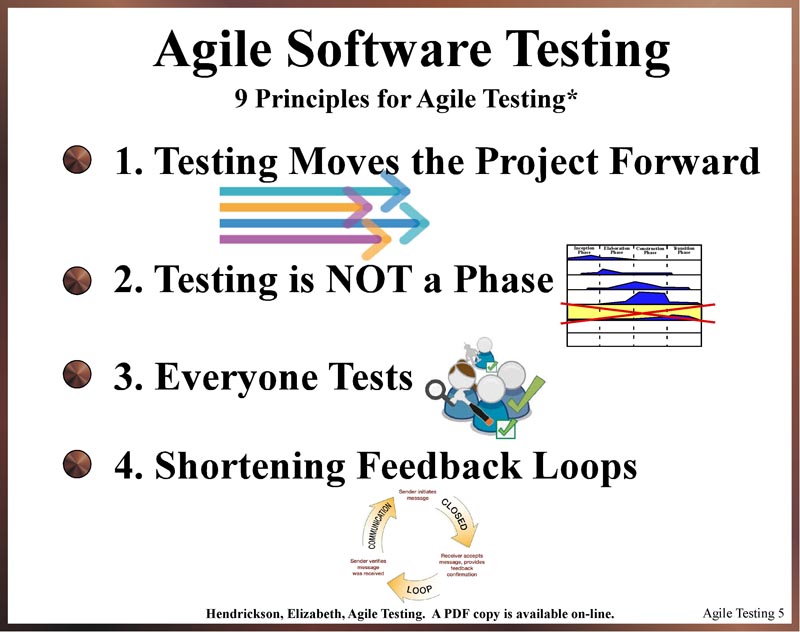 Agile Software Testing
9 Principles for Agile Testing*
1. Testing Moves the Project Forward
Inception Phase
Elaboration Phase
Construction Phase
Transition Phase
2. Testing is NOT a Phase
3. Everyone Tests
4. Shortening Feedback Loops
Sender initiates
message
CLOSED
COMMUNICATION
Receiver accepts
message, provides
feedback
confirmation
Sender verifies
message
was received
LOOP
Hendrickson, Elizabeth, Agile Testing. A PDF copy is available on-line.
Agile Testing 5